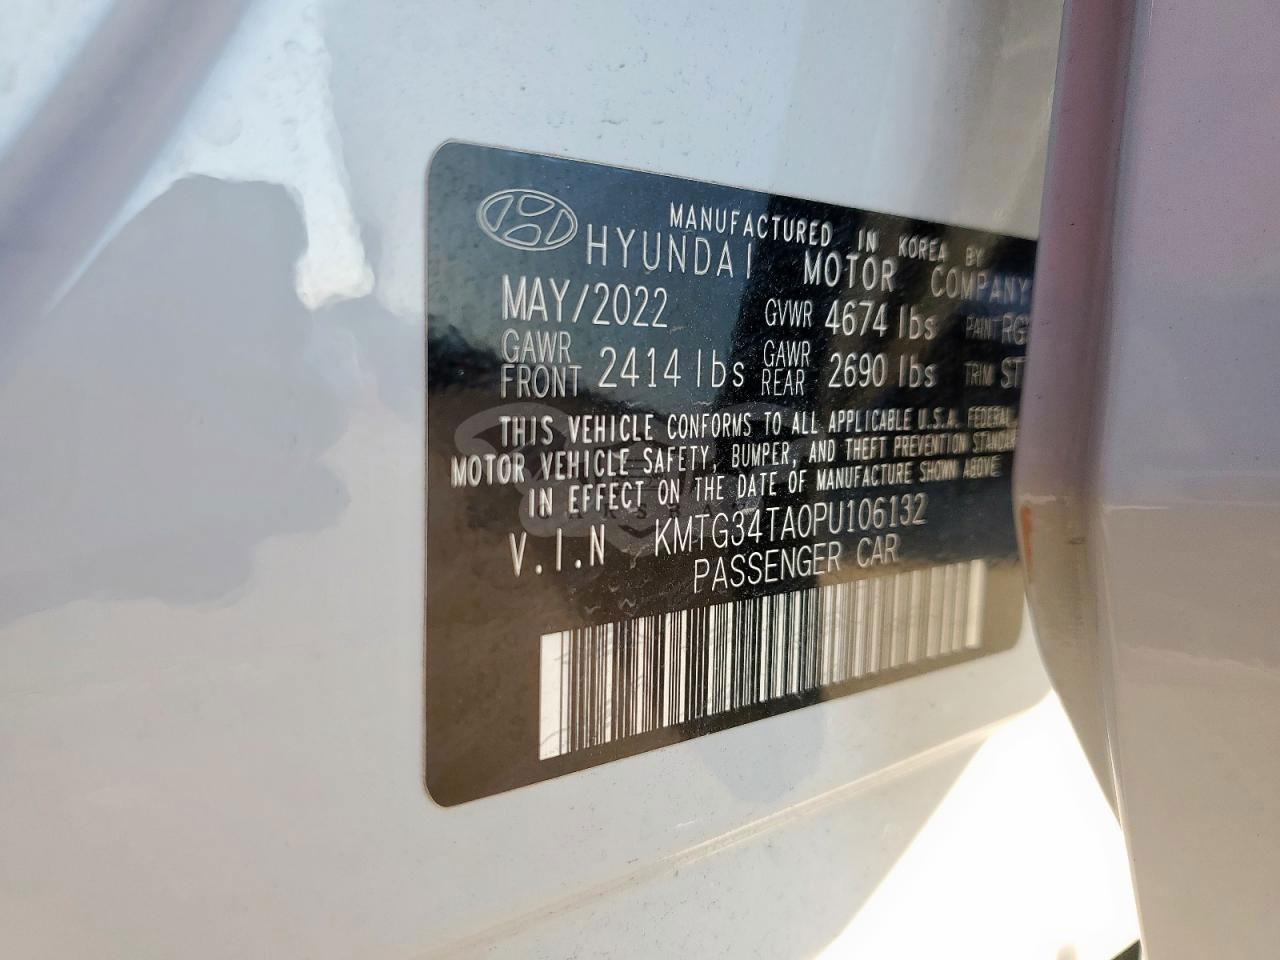 MANUFACTURED IN KOREA BY
HYUNDAI MOTOR COMPANY
MAY/2022 GVWR 4674 lbs PAINT
GAWR FRONT 2414 lbs GAWR REAR 2690 lbs TRIM
THIS VEHICLE CONFORMS TO ALL APPLICABLE U.S.A. FEDERAL
MOTOR VEHICLE SAFETY, BUMPER, AND THEFT PREVENTION
IN EFFECT ON THE DATE OF MANUFACTURE SHOWN ABOVE
V.I.N KMTG34TA0PU106132
PASSENGER CAR